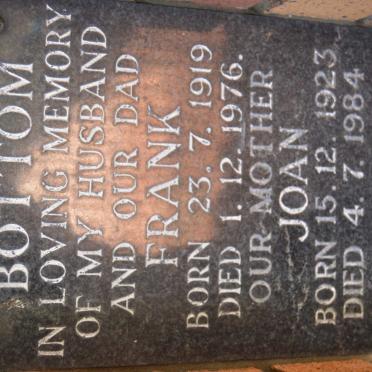 BOTTOM
IN LOVING MEMORY
OF MY HUSBAND
AND OUR DAD
FRANK
BORN 23. 7. 1919
DIED 1. 12. 1976.
OUR MOTHER
JOAN
BORN 15. 12. 1923
DIED 4. 7. 1984